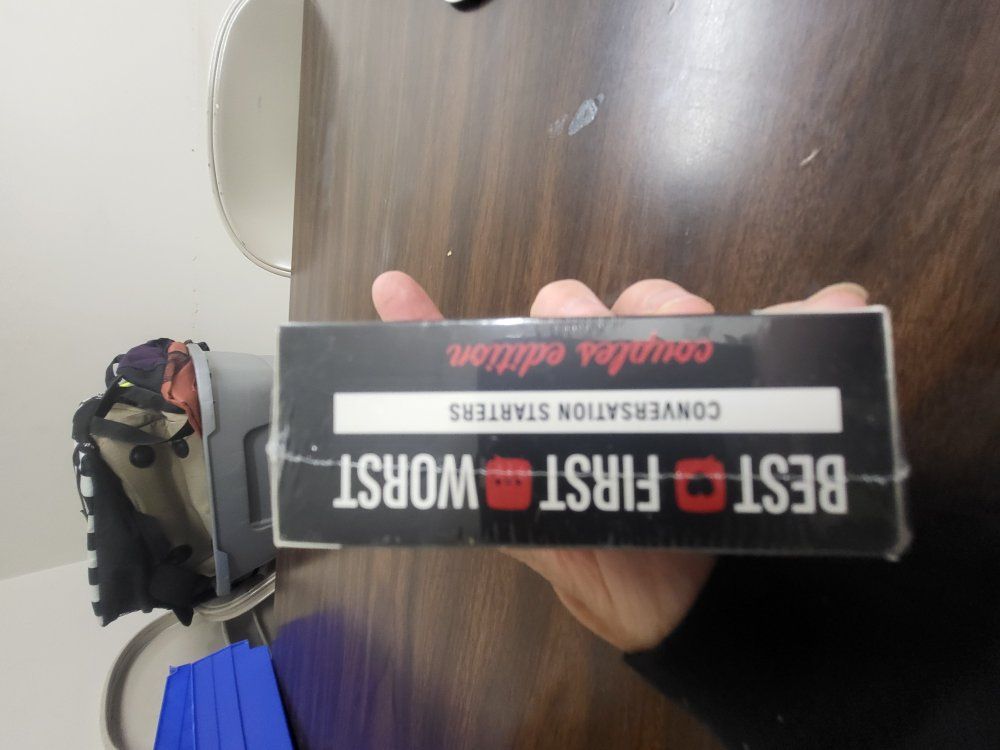 BEST FIRST WORST
CONVERSATION STARTERS
couples edition